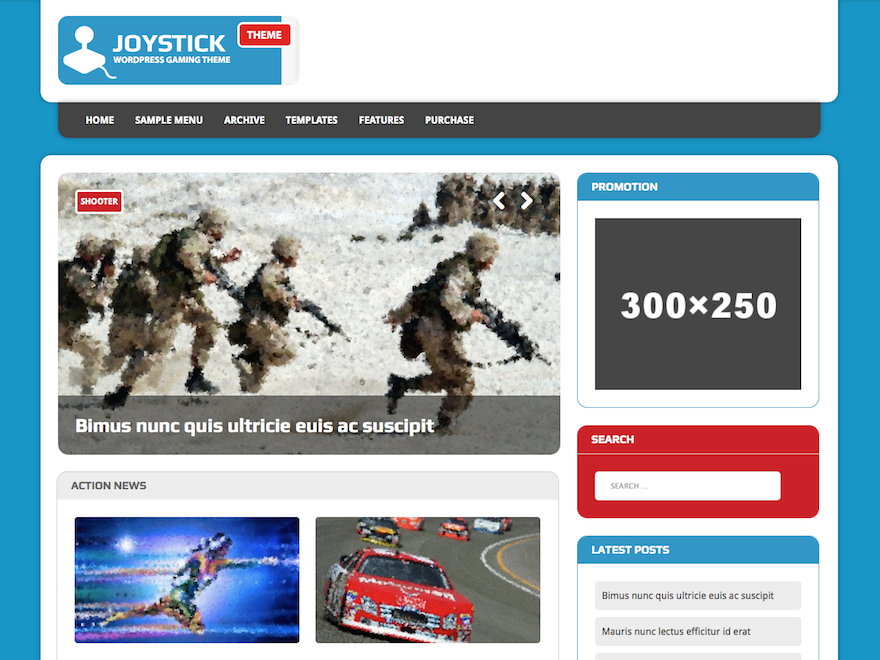 JOYSTICK
THEME
WORDPRESS GAMING THEME
HOME SAMPLE MENU ARCHIVE TEMPLATES FEATURES PURCHASE
SHOOTER
Bimus nunc quis ultricie euis ac suscipit
ACTION NEWS
PROMOTION
300×250
SEARCH
SEARCH ...
LATEST POSTS
Bimus nunc quis ultricie euis ac suscipit
Mauris nunc lectus efficitur id erat